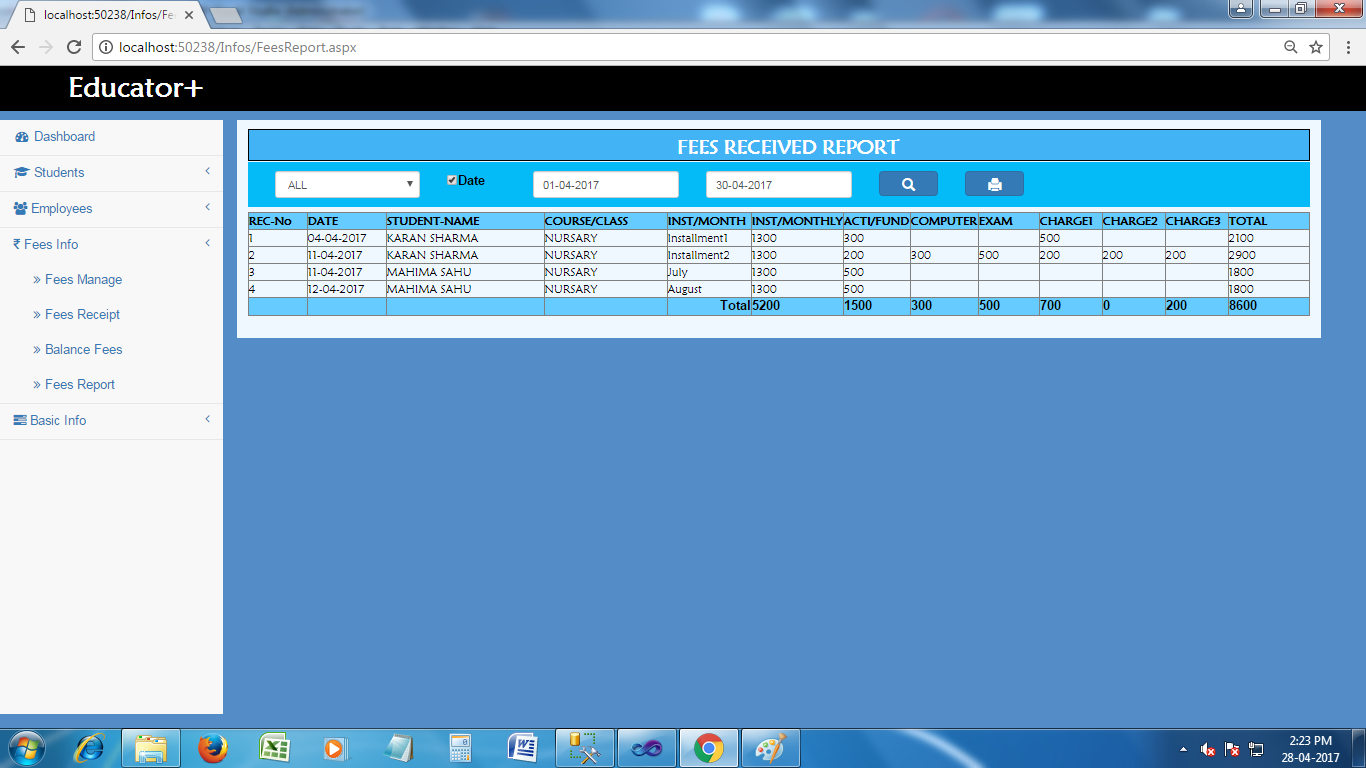 localhost:50238/Infos/Fe
localhost:50238/Infos/FeesReport.aspx
Educator+
Dashboard
Students
Employees
₹ Fees Info
» Fees Manage
» Fees Receipt
» Balance Fees
» Fees Report
Basic Info
FEES RECEIVED REPORT
ALL Date 01-04-2017 30-04-2017
REC-No DATE STUDENT-NAME COURSE/CLASS INST/MONTH INST/MONTHLY ACTI/FUND COMPUTER EXAM CHARGE1 CHARGE2 CHARGE3 TOTAL
1 04-04-2017 KARAN SHARMA NURSARY Installment1 1300 300 500 2100
2 11-04-2017 KARAN SHARMA NURSARY Installment2 1300 200 300 500 200 200 200 2900
3 11-04-2017 MAHIMA SAHU NURSARY July 1300 500 1800
4 12-04-2017 MAHIMA SAHU NURSARY August 1300 500 1800
Total 5200 1500 300 500 700 0 200 8600
2:23 PM
28-04-2017